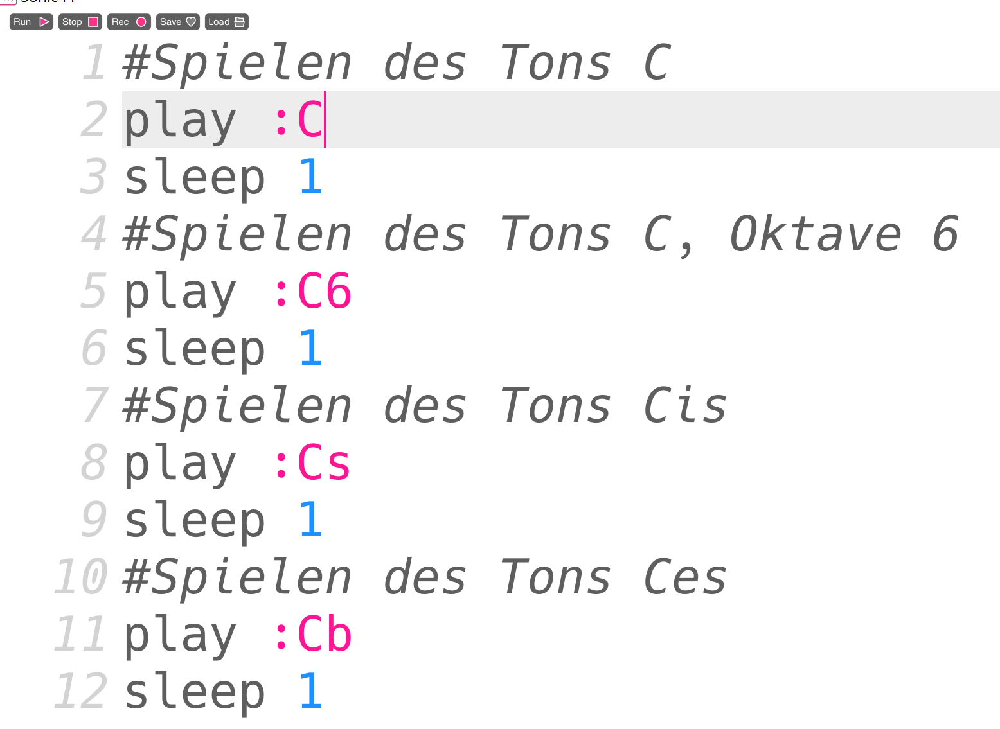 Run Stop Rec Save Load
1 #Spielen des Tons C
2 play :C
3 sleep 1
4 #Spielen des Tons C, Oktave 6
5 play :C6
6 sleep 1
7 #Spielen des Tons Cis
8 play :Cs
9 sleep 1
10 #Spielen des Tons Ces
11 play :Cb
12 sleep 1